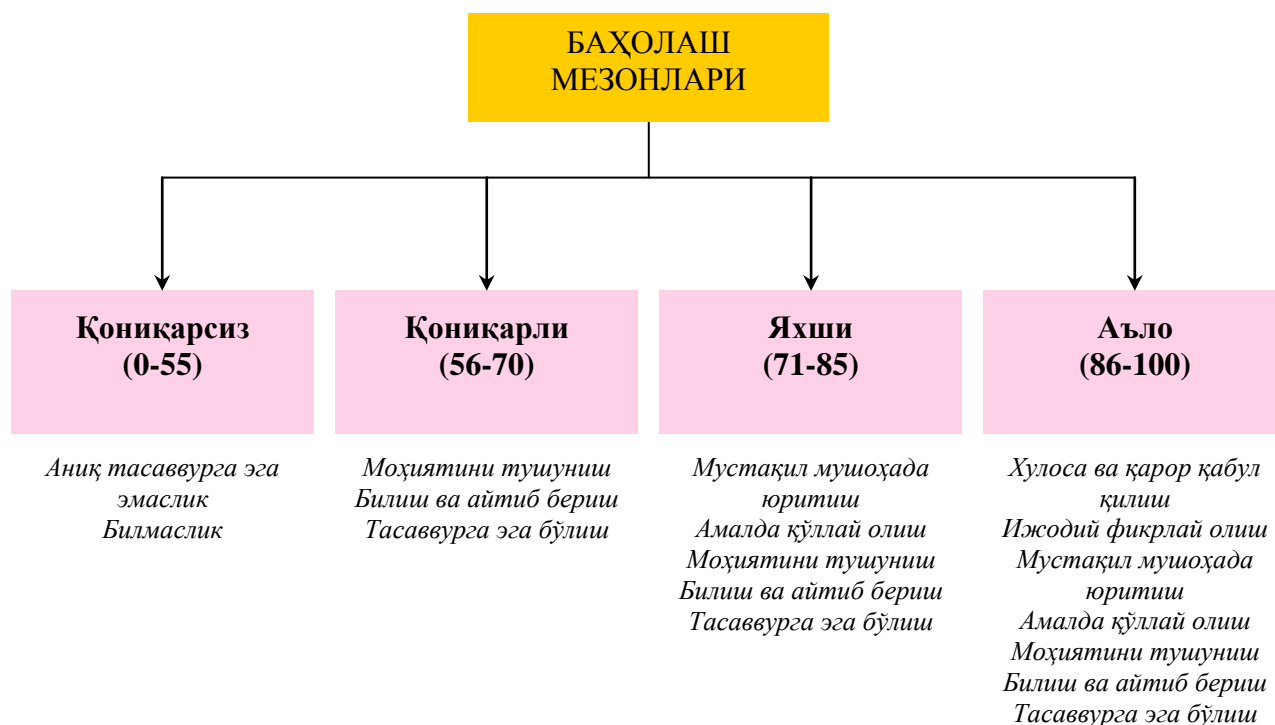 БАҲОЛАШ
МЕЗОНЛАРИ
Қониқарсиз
(0-55)
Аниқ тасаввурга эга
эмаслик
Билмаслик
Қониқарли
(56-70)
Моҳиятини тушуниш
Билиш ва айтиб бериш
Тасаввурга эга бўлиш
Яхши
(71-85)
Мустақил мушоҳада
юритиш
Амалда қўллай олиш
Моҳиятини тушуниш
Билиш ва айтиб бериш
Тасаввурга эга бўлиш
Аъло
(86-100)
Хулоса ва қарор қабул
қилиш
Ижодий фикрлай олиш
Мустақил мушоҳада
юритиш
Амалда қўллай олиш
Моҳиятини тушуниш
Билиш ва айтиб бериш
Тасаввурга эга бўлиш